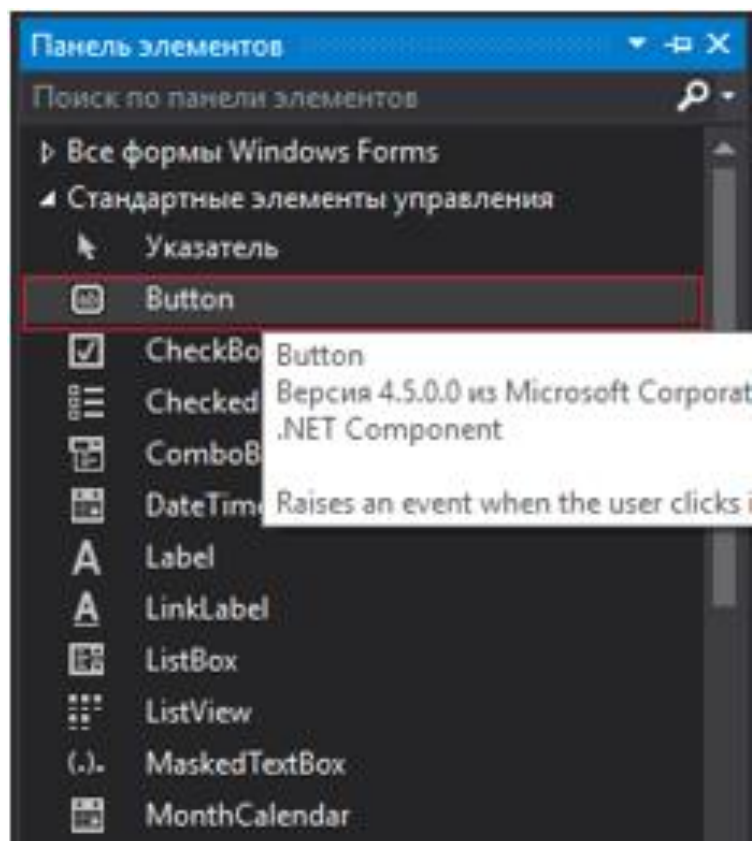 Панель элементов
Поиск по панели элементов
Все формы Windows Forms
Стандартные элементы управления
Указатель
Button
CheckBo
Checked
ComboB
DateTime
Button
Версия 4.5.0.0 из Microsoft Corporat
.NET Component
Raises an event when the user clicks i
Label
LinkLabel
ListBox
ListView
MaskedTextBox
MonthCalendar